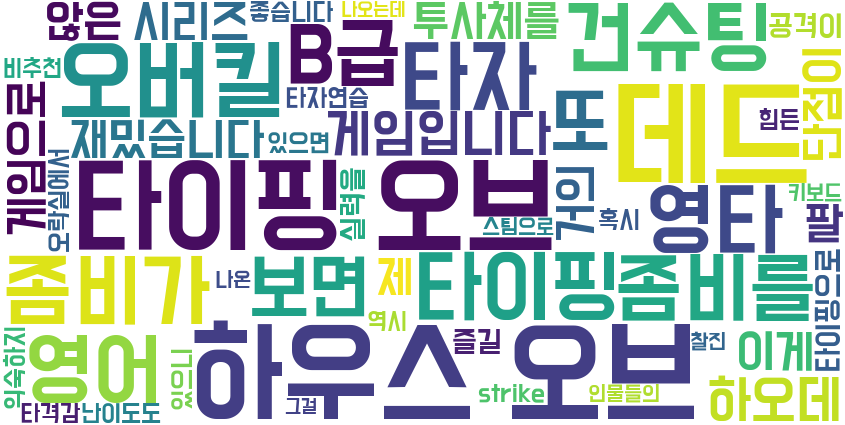 않은 시리즈 좋습니다 나오는데 투사체를 건슈팅 공격이
비추천 오버킬 B급 타자 데드 단점이
게임으로 재밌습니다 타자연습 있으면 게임입니다 또 힘든
오락실에서 타이핑 오브 실력을 거의 영타 키보드
스팀으로 혹시 팔
좀비가 나온 보면 제 타이핑 좀비를 타이핑으로
익숙하지 영어 있으니 하우스 역시 즐길 오브 찰진 이게
타격감 난이도도 그걸 strike 인물들의 하오데